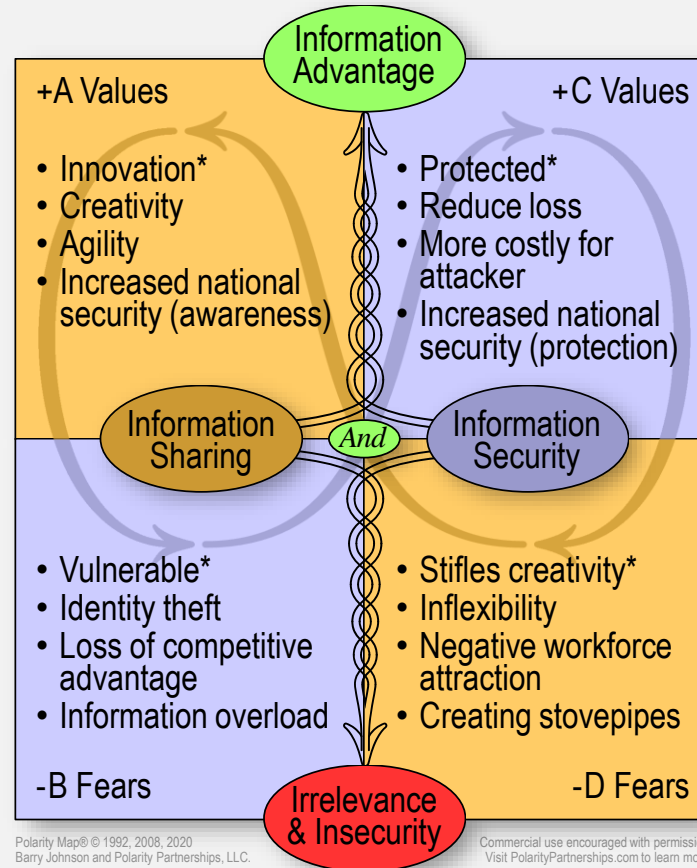 Information
Advantage
+A Values
+C Values
• Innovation*
• Creativity
• Agility
• Increased national
security (awareness)
• Protected*
• Reduce loss
• More costly for
attacker
• Increased national
security (protection)
Information
Sharing
And
Information
Security
• Vulnerable*
• Identity theft
• Loss of competitive
advantage
• Information overload
• Stifles creativity*
• Inflexibility
• Negative workforce
attraction
• Creating stovepipes
-B Fears
-D Fears
Irrelevance
& Insecurity
Polarity Map® © 1992, 2008, 2020
Barry Johnson and Polarity Partnerships, LLC.
Commercial use encouraged with
Visit PolarityPartnerships.com to learn